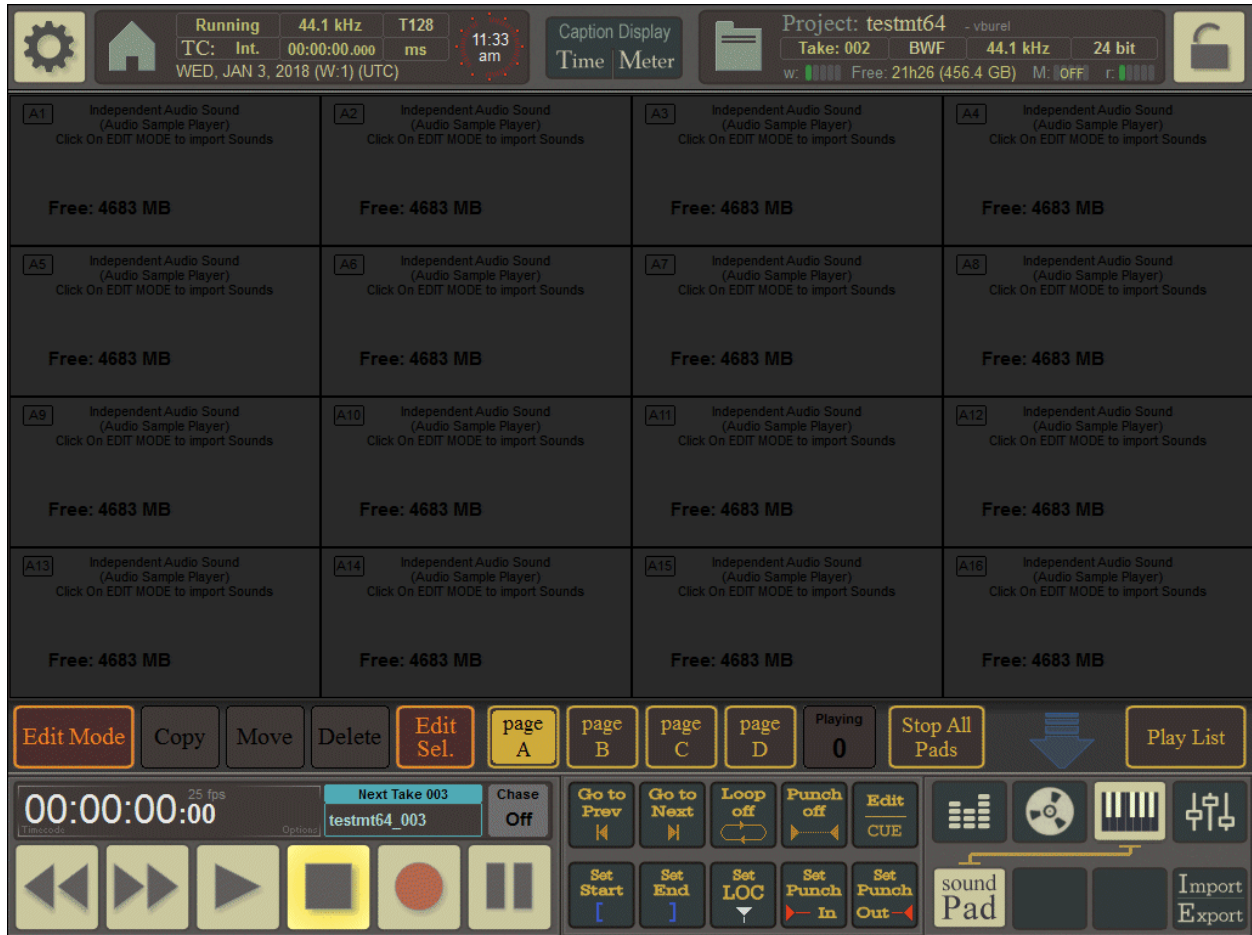 Running 44.1 kHz T128
TC: Int. 00:00:00.000 ms
WED, JAN 3, 2018 (W:1) (UTC)
11:33
am
Caption Display
Time Meter
Project: testmt64 - vburel
Take: 002 BWF 44.1 kHz 24 bit
w: Free: 21h26 (456.4 GB) M: OFF r:
A1 Independent Audio Sound
(Audio Sample Player)
Click On EDIT MODE to import Sounds
Free: 4683 MB
A2 Independent Audio Sound
(Audio Sample Player)
Click On EDIT MODE to import Sounds
Free: 4683 MB
A3 Independent Audio Sound
(Audio Sample Player)
Click On EDIT MODE to import Sounds
Free: 4683 MB
A4 Independent Audio Sound
(Audio Sample Player)
Click On EDIT MODE to import Sounds
Free: 4683 MB
A5 Independent Audio Sound
(Audio Sample Player)
Click On EDIT MODE to import Sounds
Free: 4683 MB
A6 Independent Audio Sound
(Audio Sample Player)
Click On EDIT MODE to import Sounds
Free: 4683 MB
A7 Independent Audio Sound
(Audio Sample Player)
Click On EDIT MODE to import Sounds
Free: 4683 MB
A8 Independent Audio Sound
(Audio Sample Player)
Click On EDIT MODE to import Sounds
Free: 4683 MB
A9 Independent Audio Sound
(Audio Sample Player)
Click On EDIT MODE to import Sounds
Free: 4683 MB
A10 Independent Audio Sound
(Audio Sample Player)
Click On EDIT MODE to import Sounds
Free: 4683 MB
A11 Independent Audio Sound
(Audio Sample Player)
Click On EDIT MODE to import Sounds
Free: 4683 MB
A12 Independent Audio Sound
(Audio Sample Player)
Click On EDIT MODE to import Sounds
Free: 4683 MB
A13 Independent Audio Sound
(Audio Sample Player)
Click On EDIT MODE to import Sounds
Free: 4683 MB
A14 Independent Audio Sound
(Audio Sample Player)
Click On EDIT MODE to import Sounds
Free: 4683 MB
A15 Independent Audio Sound
(Audio Sample Player)
Click On EDIT MODE to import Sounds
Free: 4683 MB
A16 Independent Audio Sound
(Audio Sample Player)
Click On EDIT MODE to import Sounds
Free: 4683 MB
Edit Mode
Copy
Move
Delete
Edit
Sel.
page
A
page
B
page
C
page
D
Playing
0
Stop All
Pads
Play List
00:00:00:00 25 fps
Timecode Options
Next Take 003
testmt64_003
Chase
Off
Go to
Prev
Go to
Next
Loop
off
Punch
off
Edit
CUE
Set
Start
[
Set
End
]
Set
LOC
Set
Punch
In
Set
Punch
Out
sound
Pad
Import
Export